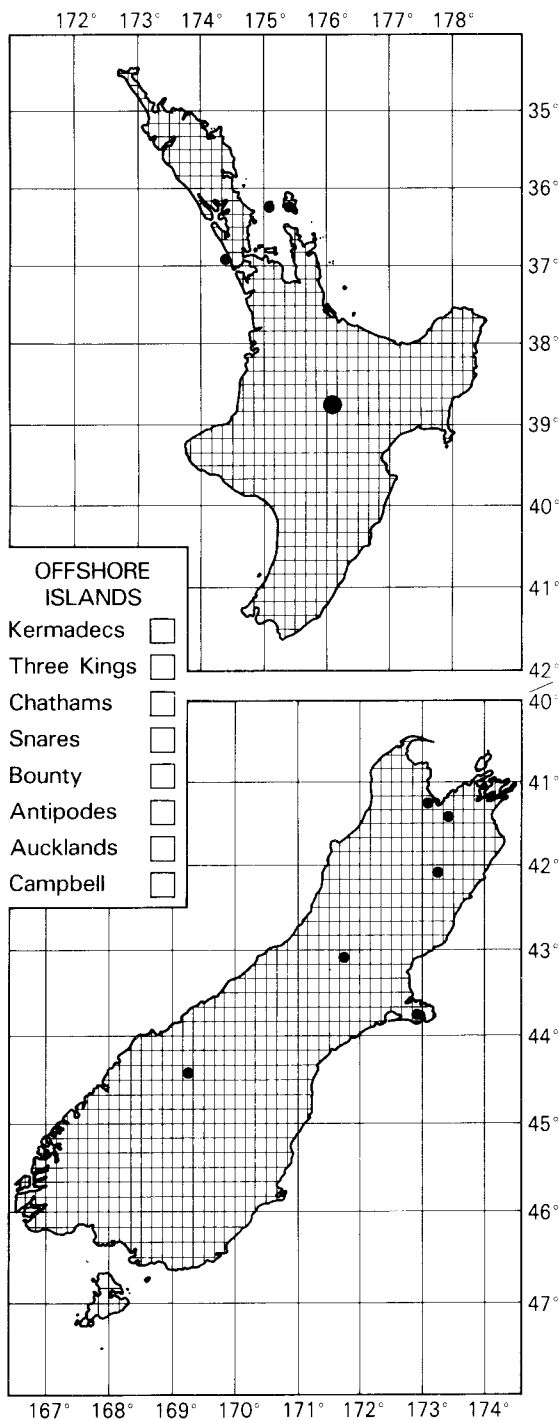 172° 173° 174° 175° 176° 177° 178°
35°
36°
37°
38°
39°
40°
41°
42°
OFFSHORE
ISLANDS
Kermadecs
Three Kings
Chathams
Snares
Bounty
Antipodes
Aucklands
Campbell
40°
41°
42°
43°
44°
45°
46°
47°
167° 168° 170° 171° 172° 173° 174°